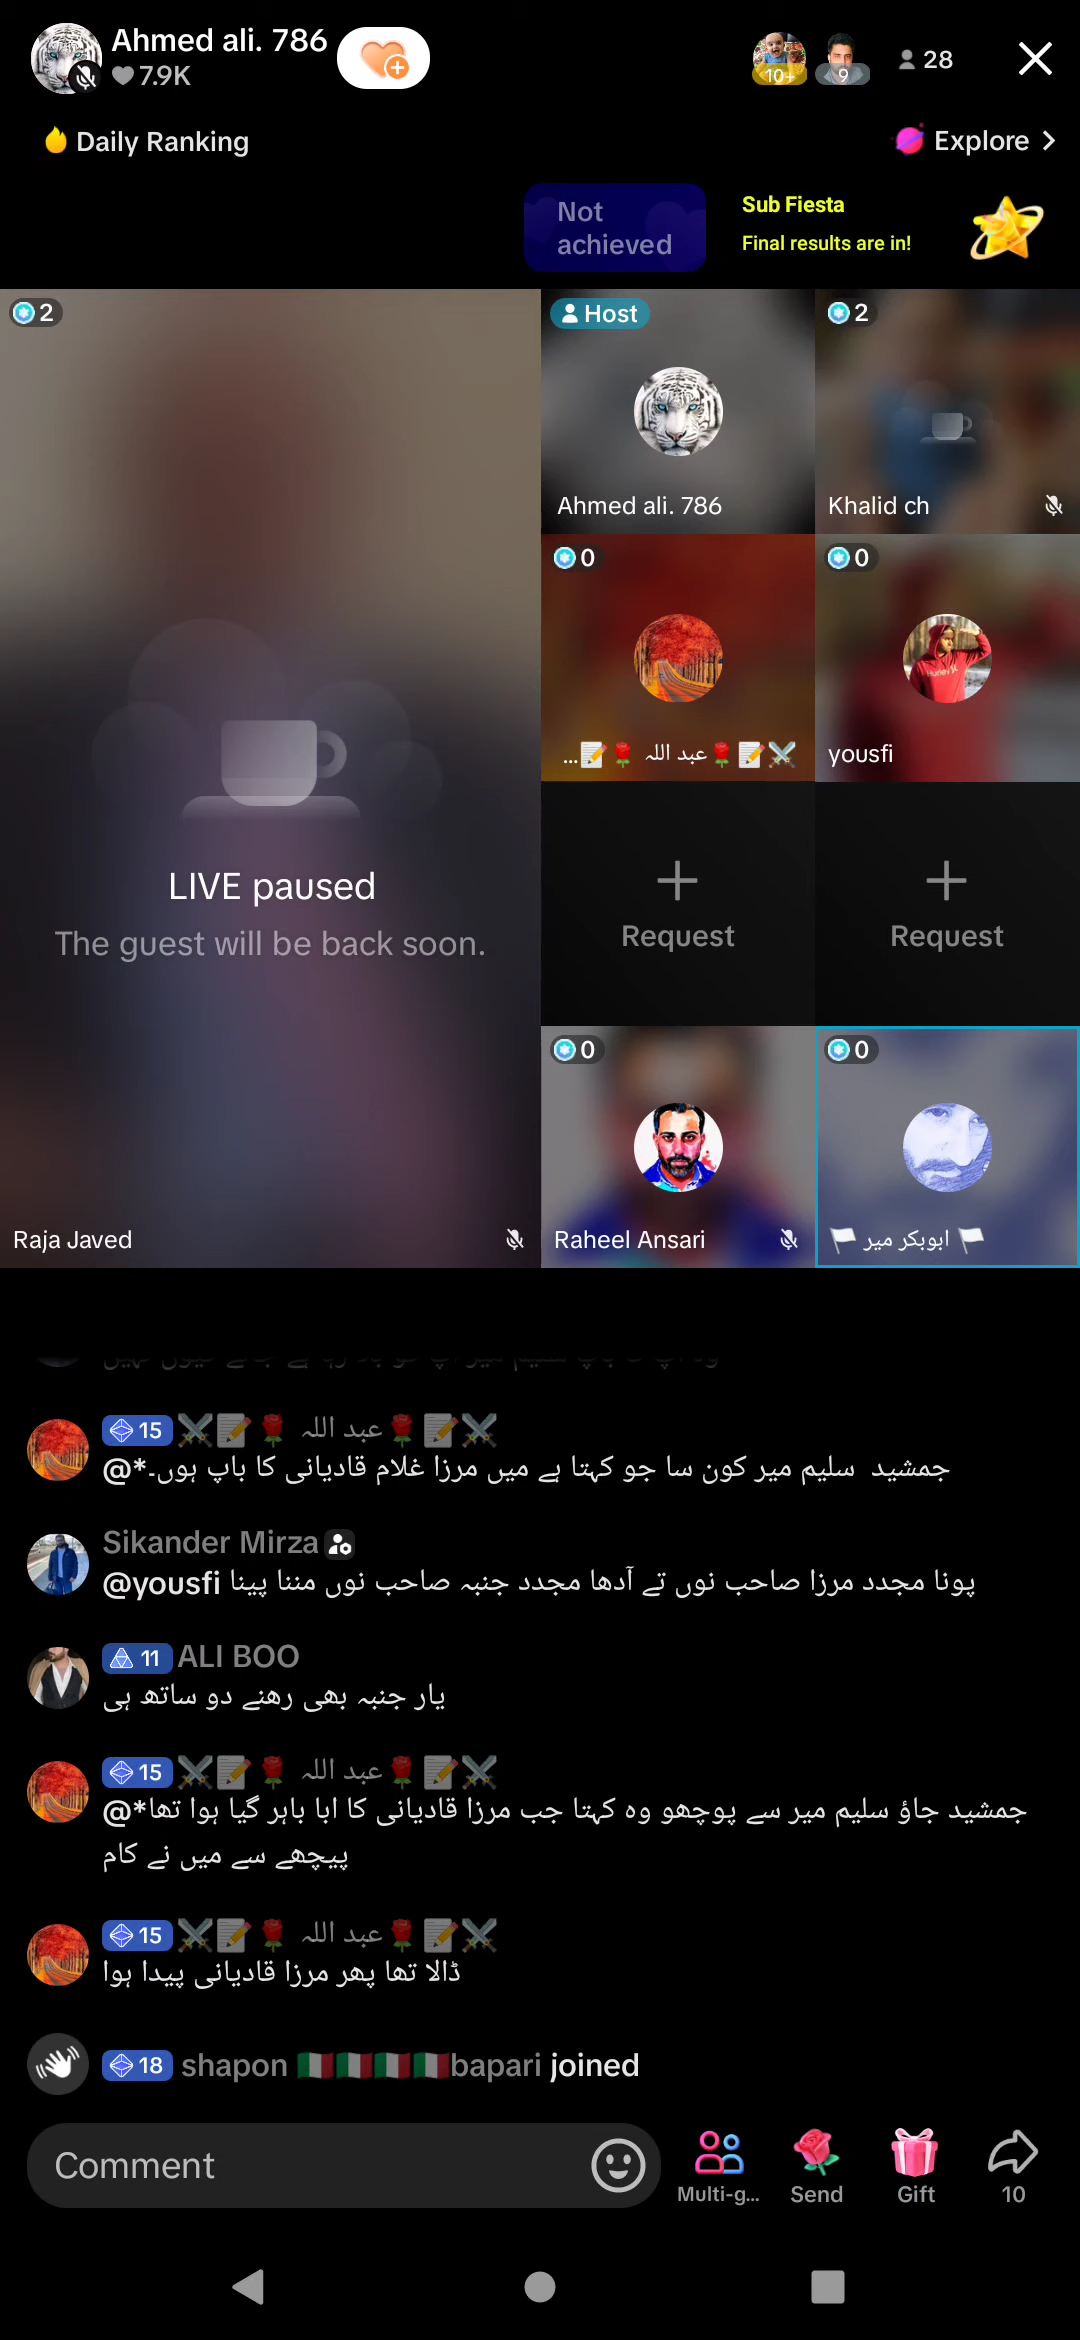 Ahmed ali. 786
7.9K
10+
9
28
Daily Ranking
Explore
Not
achieved
Sub Fiesta
Final results are in!
2
LIVE paused
The guest will be back soon.
Raja Javed
Host
Ahmed ali. 786
2
Khalid ch
0
...📝🌹عبد اللہ🌹📝⚔️
0
yousfi
Request
Request
0
Raheel Ansari
0
🏳️ ابوبکر میر 🏳️
15 ⚔️📝🌹عبد اللہ🌹📝⚔️
@*جمشید سلیم میر کون سا جو کہتا ہے میں مرزا غلام قادیانی کا باپ ہوں۔
Sikander Mirza
@yousfi پونا مجدد مرزا صاحب نوں تے آدھا مجدد جنبہ صاحب نوں مننا پینا
11 ALI BOO
یار جنبہ بھی رھنے دو ساتھ ہی
15 ⚔️📝🌹عبد اللہ🌹📝⚔️
@*جمشید جاؤ سلیم میر سے پوچھو وہ کہتا جب مرزا قادیانی کا ابا باہر گیا ہوا تھا
پیچھے سے میں نے کام
15 ⚔️📝🌹عبد اللہ🌹📝⚔️
ڈالا تھا پھر مرزا قادیانی پیدا ہوا
18 shapon 🇮🇹🇮🇹🇮🇹🇮🇹bapari joined
Comment
Multi-g...
Send
Gift
10